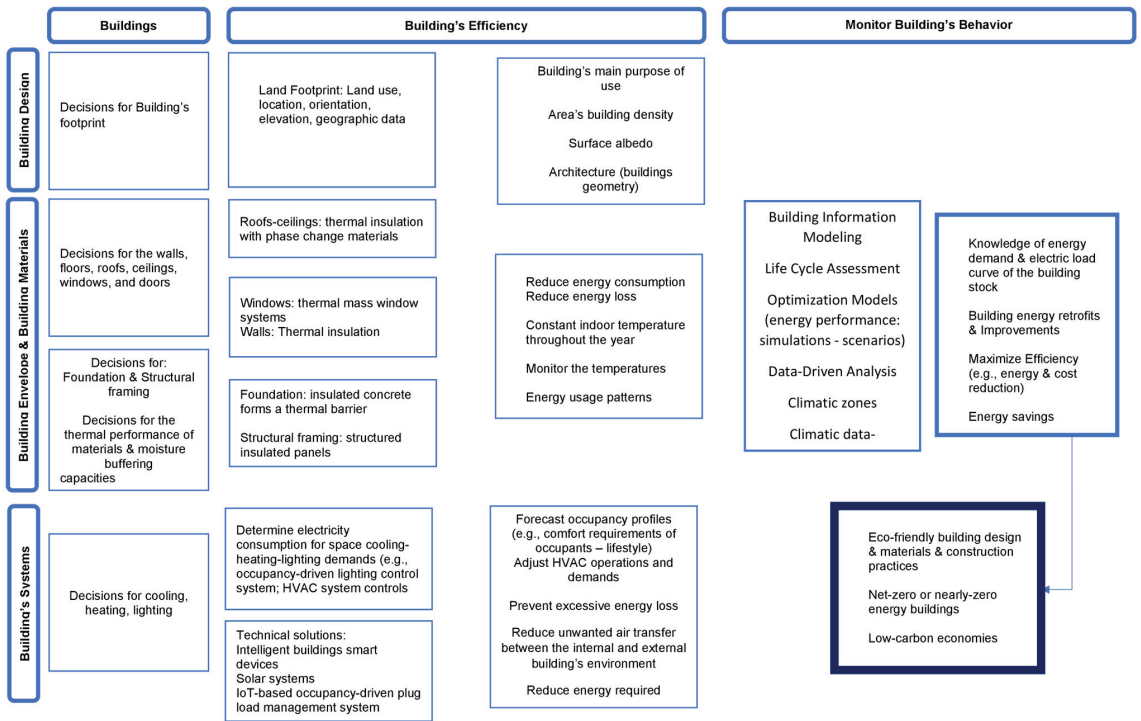 Buildings
Building's Efficiency
Monitor Building's Behavior
Building Design
Decisions for Building's
footprint
Land Footprint: Land use,
location, orientation,
elevation, geographic data
Building's main purpose of
use
Area's building density
Surface albedo
Architecture (buildings
geometry)
Building Envelope & Building Materials
Decisions for the walls,
floors, roofs, ceilings,
windows, and doors
Decisions for:
Foundation & Structural
framing
Decisions for the
thermal performance of
materials & moisture
buffering
capacities
Roofs-ceilings: thermal insulation
with phase change materials
Windows: thermal mass window
systems
Walls: Thermal insulation
Foundation: insulated concrete
forms a thermal barrier
Structural framing: structured
insulated panels
Reduce energy consumption
Reduce energy loss
Constant indoor temperature
throughout the year
Monitor the temperatures
Energy usage patterns
Building Information
Modeling
Life Cycle Assessment
Optimization Models
(energy performance:
simulations - scenarios)
Data-Driven Analysis
Climatic zones
Climatic data-
Knowledge of energy
demand & electric load
curve of the building
stock
Building energy retrofits
& Improvements
Maximize Efficiency
(e.g., energy & cost
reduction)
Energy savings
Building's Systems
Decisions for cooling,
heating, lighting
Determine electricity
consumption for space cooling-
heating-lighting demands (e.g.,
occupancy-driven lighting control
system; HVAC system controls
Technical solutions:
Intelligent buildings smart
devices
Solar systems
IoT-based occupancy-driven plug
load management system
Forecast occupancy profiles
(e.g., comfort requirements of
occupants – lifestyle)
Adjust HVAC operations and
demands
Prevent excessive energy loss
Reduce unwanted air transfer
between the internal and external
building's environment
Reduce energy required
Eco-friendly building design
& materials & construction
practices
Net-zero or nearly-zero
energy buildings
Low-carbon economies